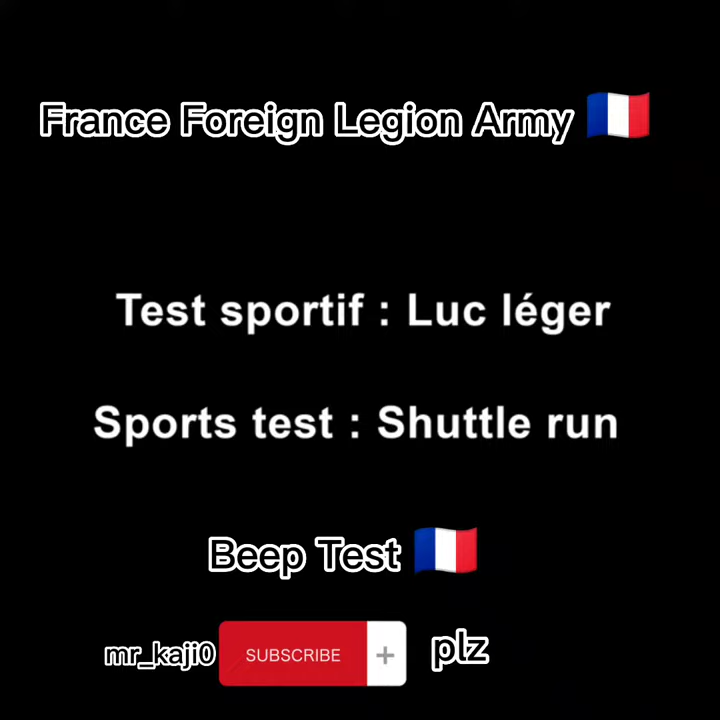 France Foreign Legion Army 🇫🇷
Test sportif : Luc léger
Sports test : Shuttle run
Beep Test 🇫🇷
mr_kaji0 SUBSCRIBE + plz